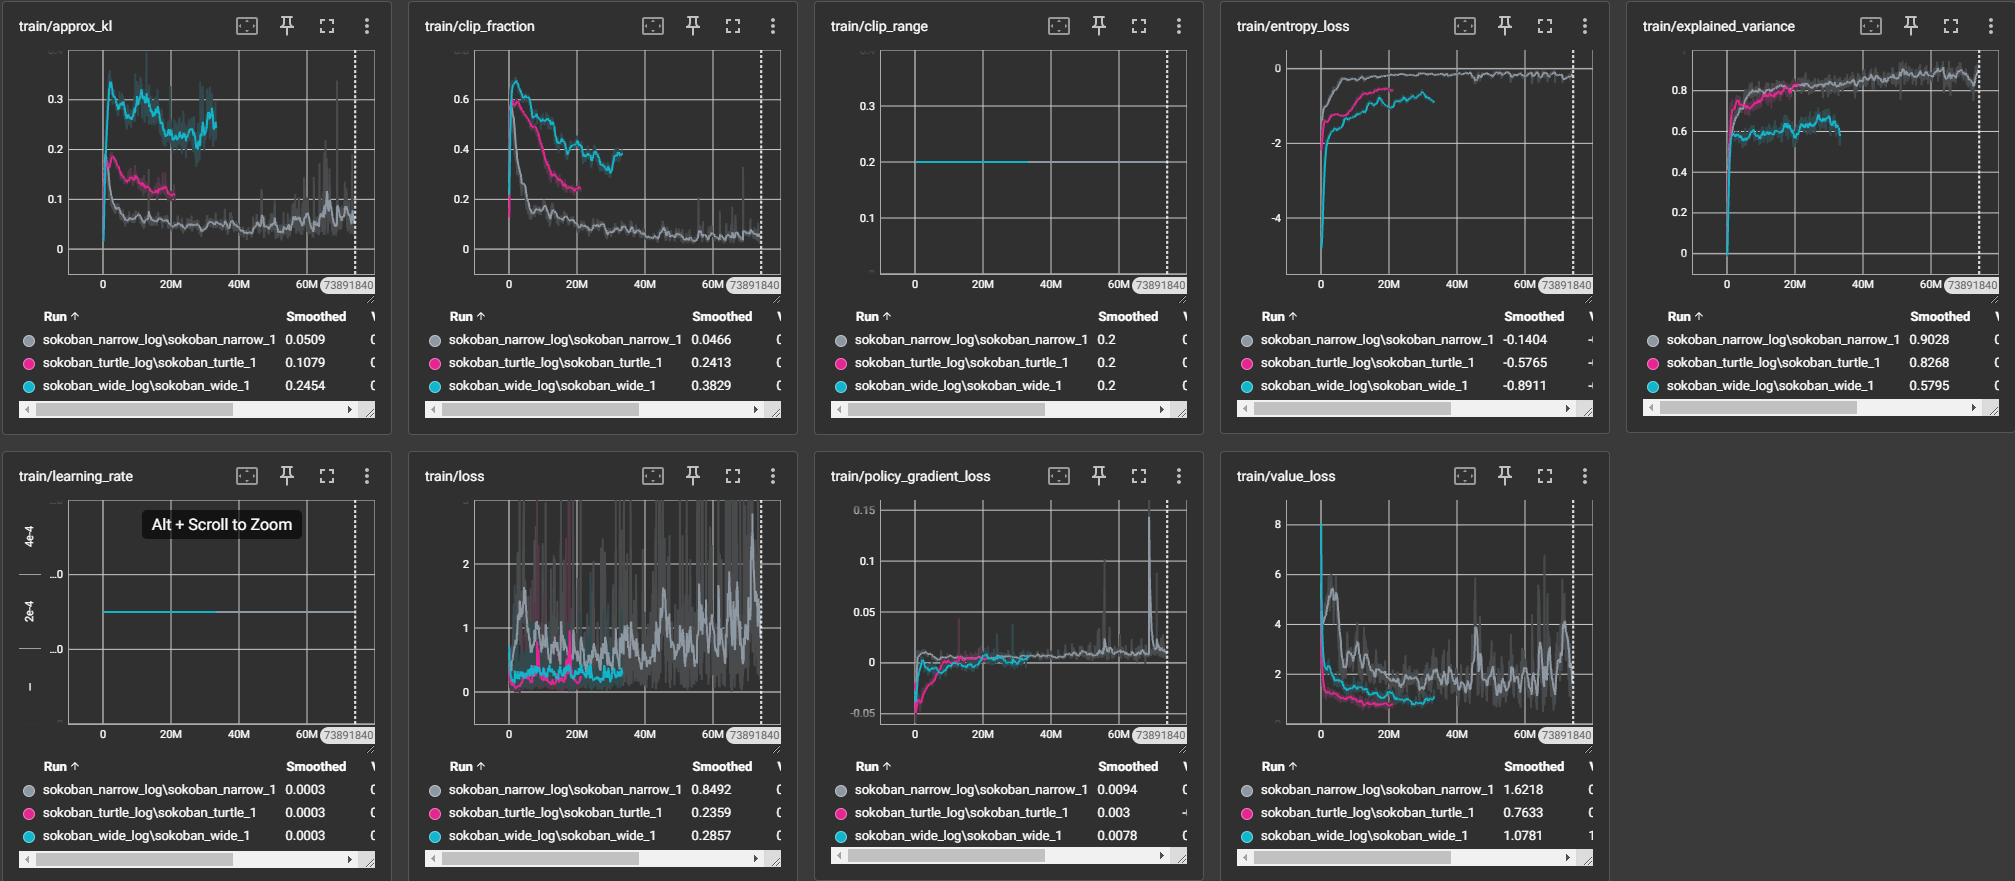 train/approx_kl
0.3
0.2
0.1
0
0 20M 40M 60M 73891840
Run ↑ Smoothed
sokoban_narrow_log\sokoban_narrow_1 0.0509
sokoban_turtle_log\sokoban_turtle_1 0.1079
sokoban_wide_log\sokoban_wide_1 0.2454
train/clip_fraction
0.6
0.4
0.2
0
0 20M 40M 60M 73891840
Run ↑ Smoothed
sokoban_narrow_log\sokoban_narrow_1 0.0466
sokoban_turtle_log\sokoban_turtle_1 0.2413
sokoban_wide_log\sokoban_wide_1 0.3829
train/clip_range
0.3
0.2
0.1
0 20M 40M 60M 73891840
Run ↑ Smoothed
sokoban_narrow_log\sokoban_narrow_1 0.2
sokoban_turtle_log\sokoban_turtle_1 0.2
sokoban_wide_log\sokoban_wide_1 0.2
train/entropy_loss
0
-2
-4
0 20M 40M 60M 73891840
Run ↑ Smoothed
sokoban_narrow_log\sokoban_narrow_1 -0.1404
sokoban_turtle_log\sokoban_turtle_1 -0.5765
sokoban_wide_log\sokoban_wide_1 -0.8911
train/explained_variance
1
0.8
0.6
0.4
0.2
0
0 20M 40M 60M 73891840
Run ↑ Smoothed
sokoban_narrow_log\sokoban_narrow_1 0.9028
sokoban_turtle_log\sokoban_turtle_1 0.8268
sokoban_wide_log\sokoban_wide_1 0.5795
train/learning_rate
Alt + Scroll to Zoom
4e-4
...0
2e-4
...0
0 20M 40M 60M 73891840
Run ↑ Smoothed
sokoban_narrow_log\sokoban_narrow_1 0.0003
sokoban_turtle_log\sokoban_turtle_1 0.0003
sokoban_wide_log\sokoban_wide_1 0.0003
train/loss
2
1
0
0 20M 40M 60M 73891840
Run ↑ Smoothed
sokoban_narrow_log\sokoban_narrow_1 0.8492
sokoban_turtle_log\sokoban_turtle_1 0.2359
sokoban_wide_log\sokoban_wide_1 0.2857
train/policy_gradient_loss
0.15
0.1
0.05
0
-0.05
0 20M 40M 60M 73891840
Run ↑ Smoothed
sokoban_narrow_log\sokoban_narrow_1 0.0094
sokoban_turtle_log\sokoban_turtle_1 0.003
sokoban_wide_log\sokoban_wide_1 0.0078
train/value_loss
8
6
4
2
0 20M 40M 60M 73891840
Run ↑ Smoothed
sokoban_narrow_log\sokoban_narrow_1 1.6218
sokoban_turtle_log\sokoban_turtle_1 0.7633
sokoban_wide_log\sokoban_wide_1 1.0781